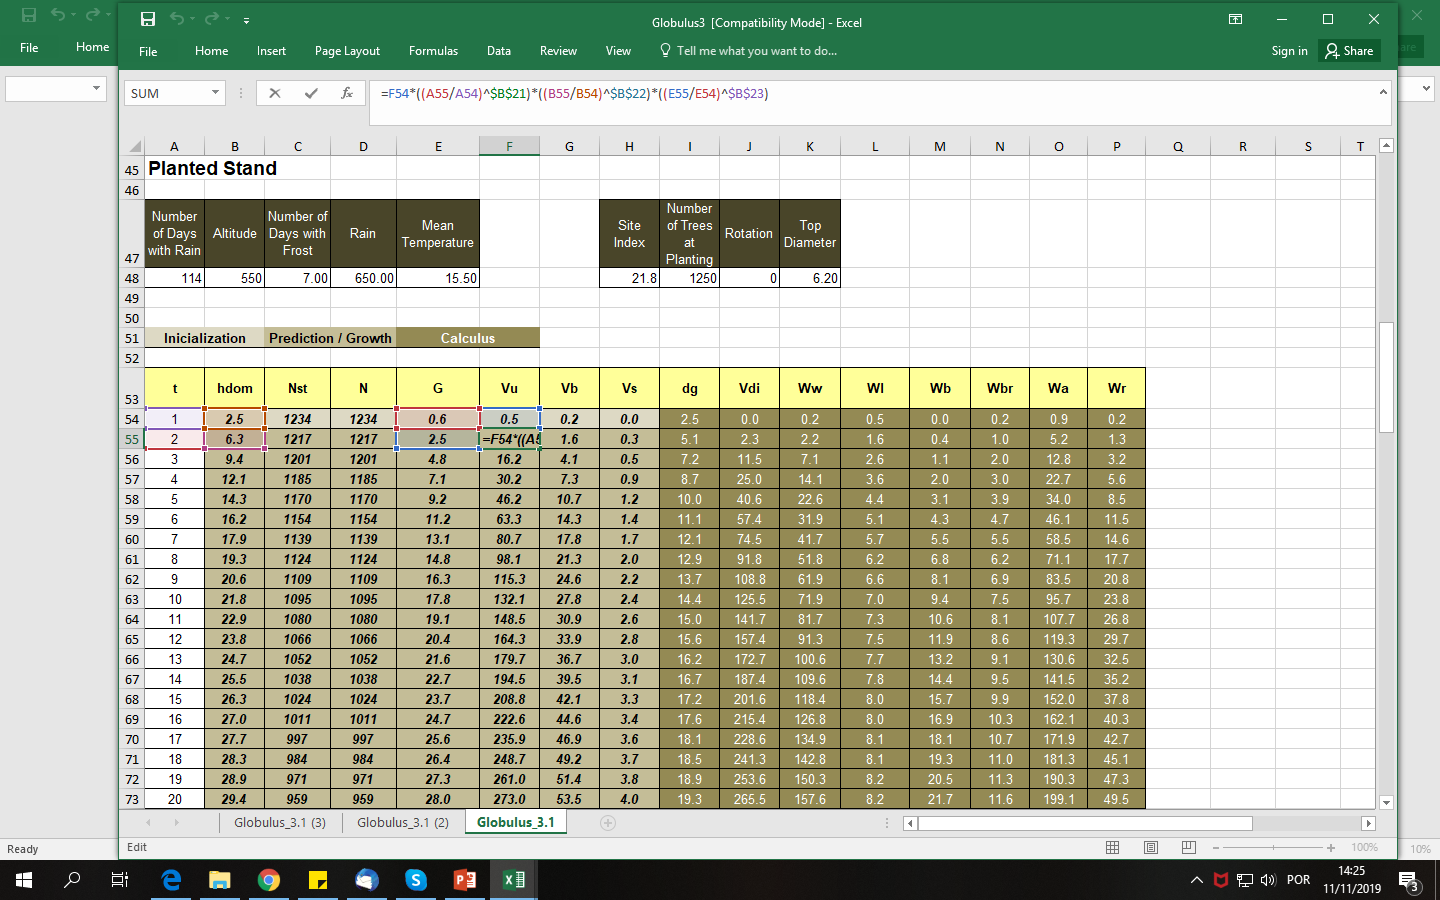 Globulus3 [Compatibility Mode] - Excel
File Home
File Home Insert Page Layout Formulas Data Review View Tell me what you want to do... Sign in Share
SUM =F54*((A55/A54)^$B$21)*((B55/B54)^$B$22)*((E55/E54)^$B$23)
A B C D E F G H I J K L M N O P Q R S T
45 Planted Stand
46
47 Number of Days with Rain Altitude Number of Days with Frost Rain Mean Temperature Site Index Number of Trees at Planting Rotation Top Diameter
48 114 550 7.00 650.00 15.50 21.8 1250 0 6.20
49
50
51 Inicialization Prediction / Growth Calculus
52
53 t hdom Nst N G Vu Vb Vs dg Vdi Ww Wl Wb Wbr Wa Wr
54 1 2.5 1234 1234 0.6 0.5 0.2 0.0 2.5 0.0 0.2 0.5 0.0 0.2 0.9 0.2
55 2 6.3 1217 1217 2.5 =F54*((A5 1.6 0.3 5.1 2.3 2.2 1.6 0.4 1.0 5.2 1.3
56 3 9.4 1201 1201 4.8 16.2 4.1 0.5 7.2 11.5 7.1 2.6 1.1 2.0 12.8 3.2
57 4 12.1 1185 1185 7.1 30.2 7.3 0.9 8.7 25.0 14.1 3.6 2.0 3.0 22.7 5.6
58 5 14.3 1170 1170 9.2 46.2 10.7 1.2 10.0 40.6 22.6 4.4 3.1 3.9 34.0 8.5
59 6 16.2 1154 1154 11.2 63.3 14.3 1.4 11.1 57.4 31.9 5.1 4.3 4.7 46.1 11.5
60 7 17.9 1139 1139 13.1 80.7 17.8 1.7 12.1 74.5 41.7 5.7 5.5 5.5 58.5 14.6
61 8 19.3 1124 1124 14.8 98.1 21.3 2.0 12.9 91.8 51.8 6.2 6.8 6.2 71.1 17.7
62 9 20.6 1109 1109 16.3 115.3 24.6 2.2 13.7 108.8 61.9 6.6 8.1 6.9 83.5 20.8
63 10 21.8 1095 1095 17.8 132.1 27.8 2.4 14.4 125.5 71.9 7.0 9.4 7.5 95.7 23.8
64 11 22.9 1080 1080 19.1 148.5 30.9 2.6 15.0 141.7 81.7 7.3 10.6 8.1 107.7 26.8
65 12 23.8 1066 1066 20.4 164.3 33.9 2.8 15.6 157.4 91.3 7.5 11.9 8.6 119.3 29.7
66 13 24.7 1052 1052 21.6 179.7 36.7 3.0 16.2 172.7 100.6 7.7 13.2 9.1 130.6 32.5
67 14 25.5 1038 1038 22.7 194.5 39.5 3.1 16.7 187.4 109.6 7.8 14.4 9.5 141.5 35.2
68 15 26.3 1024 1024 23.7 208.8 42.1 3.3 17.2 201.6 118.4 8.0 15.7 9.9 152.0 37.8
69 16 27.0 1011 1011 24.7 222.6 44.6 3.4 17.6 215.4 126.8 8.0 16.9 10.3 162.1 40.3
70 17 27.7 997 997 25.6 235.9 46.9 3.6 18.1 228.6 134.9 8.1 18.1 10.7 171.9 42.7
71 18 28.3 984 984 26.4 248.7 49.2 3.7 18.5 241.3 142.8 8.1 19.3 11.0 181.3 45.1
72 19 28.9 971 971 27.3 261.0 51.4 3.8 18.9 253.6 150.3 8.2 20.5 11.3 190.3 47.3
73 20 29.4 959 959 28.0 273.0 53.5 4.0 19.3 265.5 157.6 8.2 21.7 11.6 199.1 49.5
Globulus_3.1 (3) Globulus_3.1 (2) Globulus_3.1
Edit 100%
Ready 10%
POR 14:25
11/11/2019 3